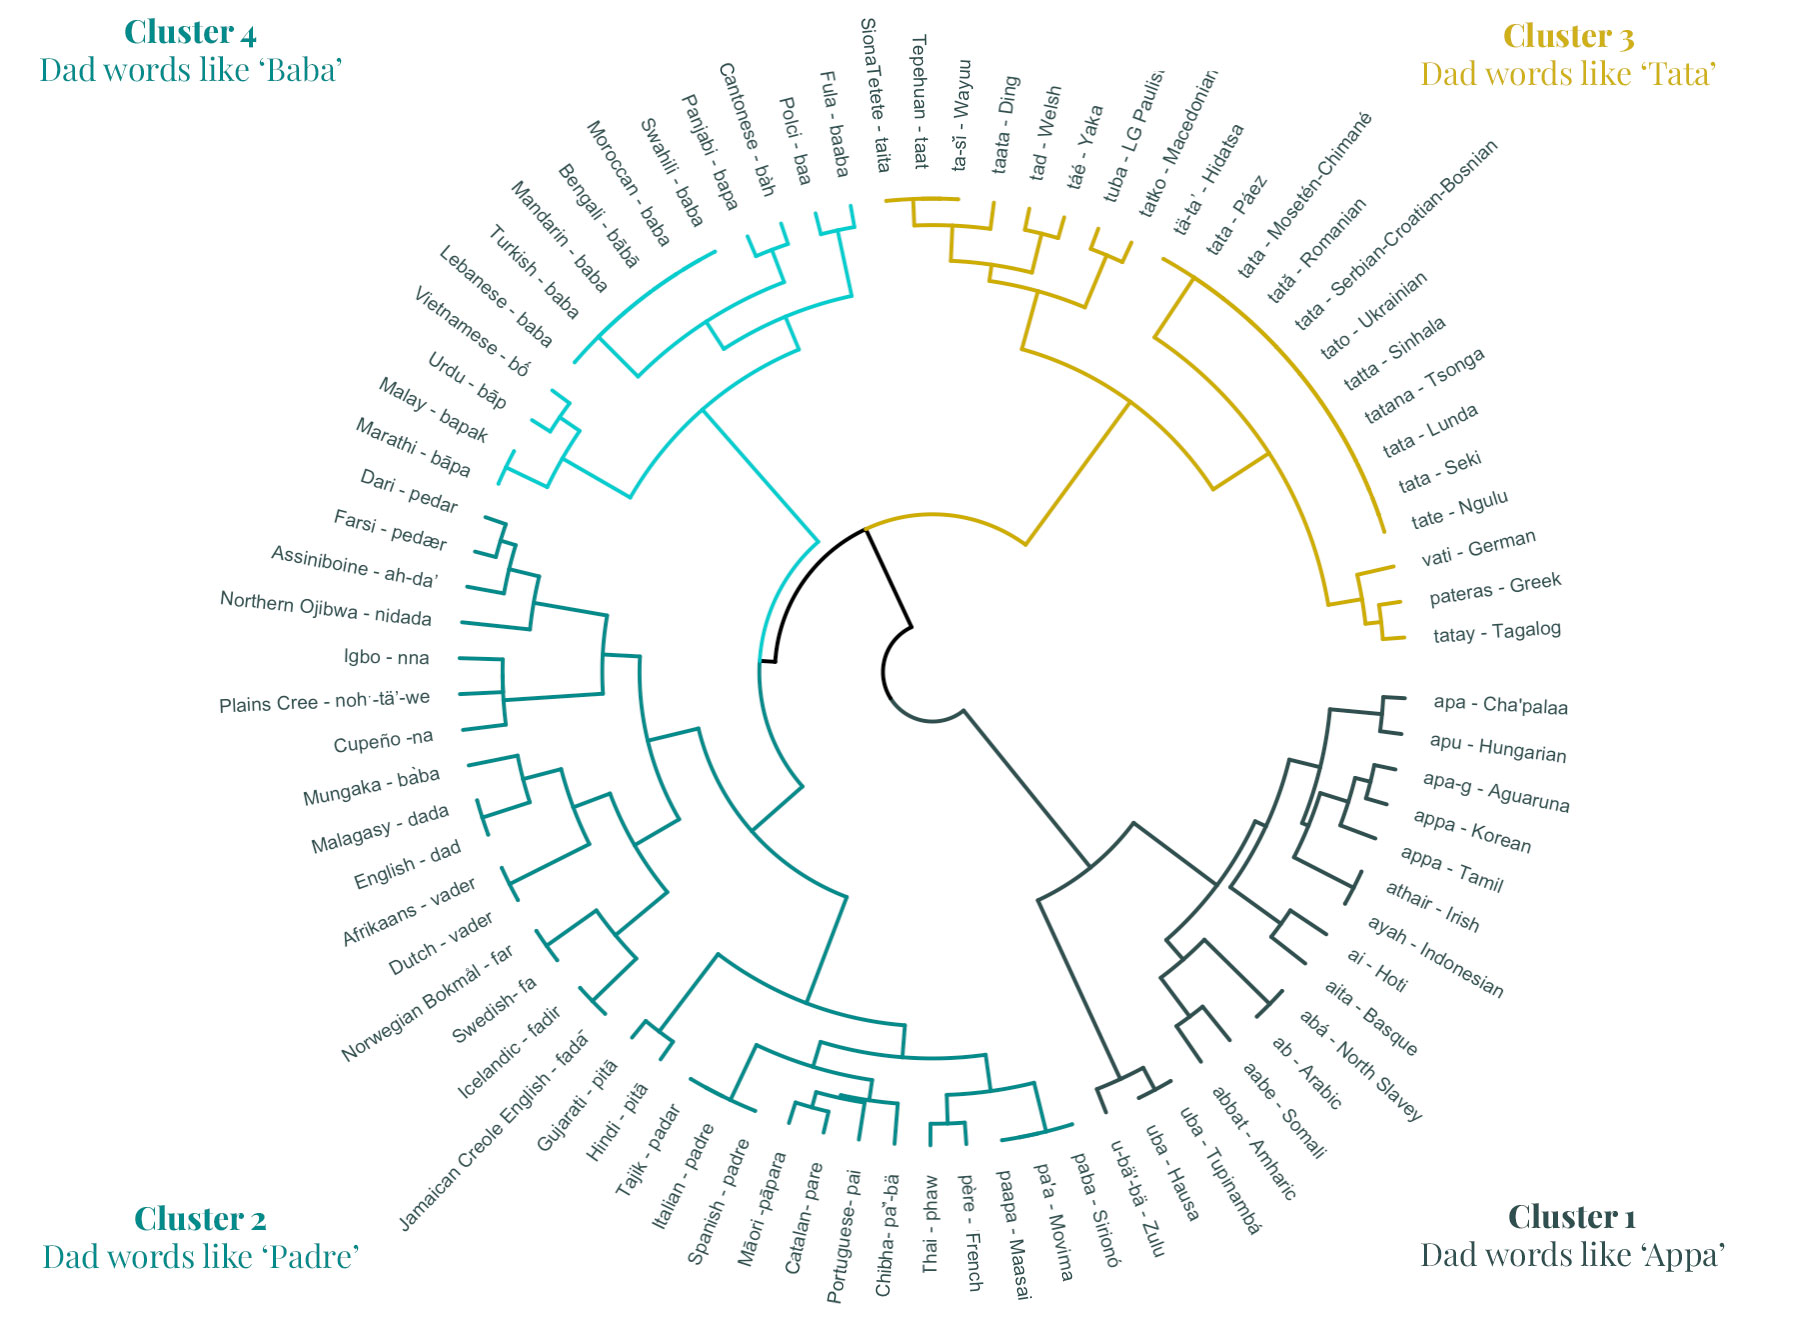 Cluster 4
Dad words like ‘Baba’
Cluster 3
Dad words like ‘Tata’
SionaTetete - taita
Tepehuan - taat
ta-šī - Wayuu
taata - Ding
tad - Welsh
táé - Yaka
tuba - LG Paulis
tatko - Macedonian
tä-ta’ - Hidatsa
tata - Páez
tata - Mosetén-Chimané
tată - Romanian
tata - Serbian-Croatian-Bosnian
tato - Ukrainian
tatta - Sinhala
tatana - Tsonga
tata - Lunda
tata - Seki
tate - Ngulu
vati - German
pateras - Greek
tatay - Tagalog
apa - Cha'palaa
apu - Hungarian
apa-g - Aguaruna
appa - Korean
appa - Tamil
athair - Irish
ayah - Indonesian
ai - Hoti
aita - Basque
abá - North Slavey
ab - Arabic
aabe - Somali
abbat - Amharic
uba - Tupinambá
uba - Hausa
u-bä'-bä - Zulu
paba - Sirionó
pa'a - Movima
paapa - Maasai
père - French
Thai - phaw
Chibha- pa˘-bä
Portuguese- pai
Catalan- pare
Māori -pāpara
Spanish - padre
Italian - padre
Tajik - padar
Hindi - pitā
Gujarati - pitā
Jamaican Creole English - fada˜
Icelandic - fadir
Swedish- fa
Norwegian Bokmål - far
Dutch - vader
Afrikaans - vader
English - dad
Malagasy - dada
Mungaka - bàba
Cupeño -na
Plains Cree - noh·-tä’-we
Igbo - nna
Northern Ojibwa - nidada
Assiniboine - ah-da’
Farsi - pedær
Dari - pedar
Marathi - bāpa
Malay - bapak
Urdu - bāp
Vietnamese - bố
Lebanese - baba
Turkish - baba
Mandarin - baba
Bengali - bābā
Moroccan - baba
Swahili - baba
Panjabi - bapa
Cantonese - bàh
Polci - baa
Fula - baaba
Cluster 2
Dad words like ‘Padre’
Cluster 1
Dad words like ‘Appa’